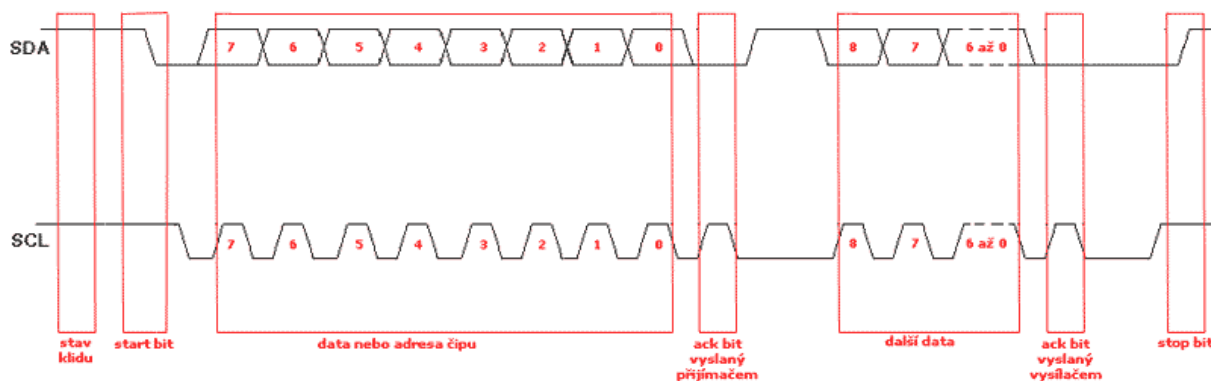 SDA
7 6 5 4 3 2 1 0 8 7 6 až 0
SCL
7 6 5 4 3 2 1 0 8 7 6 až 0
stav
klidu
start bit
data nebo adresa čipu
ack bit
vyslaný
přijímačem
další data
ack bit
vyslaný
vysílačem
stop bit